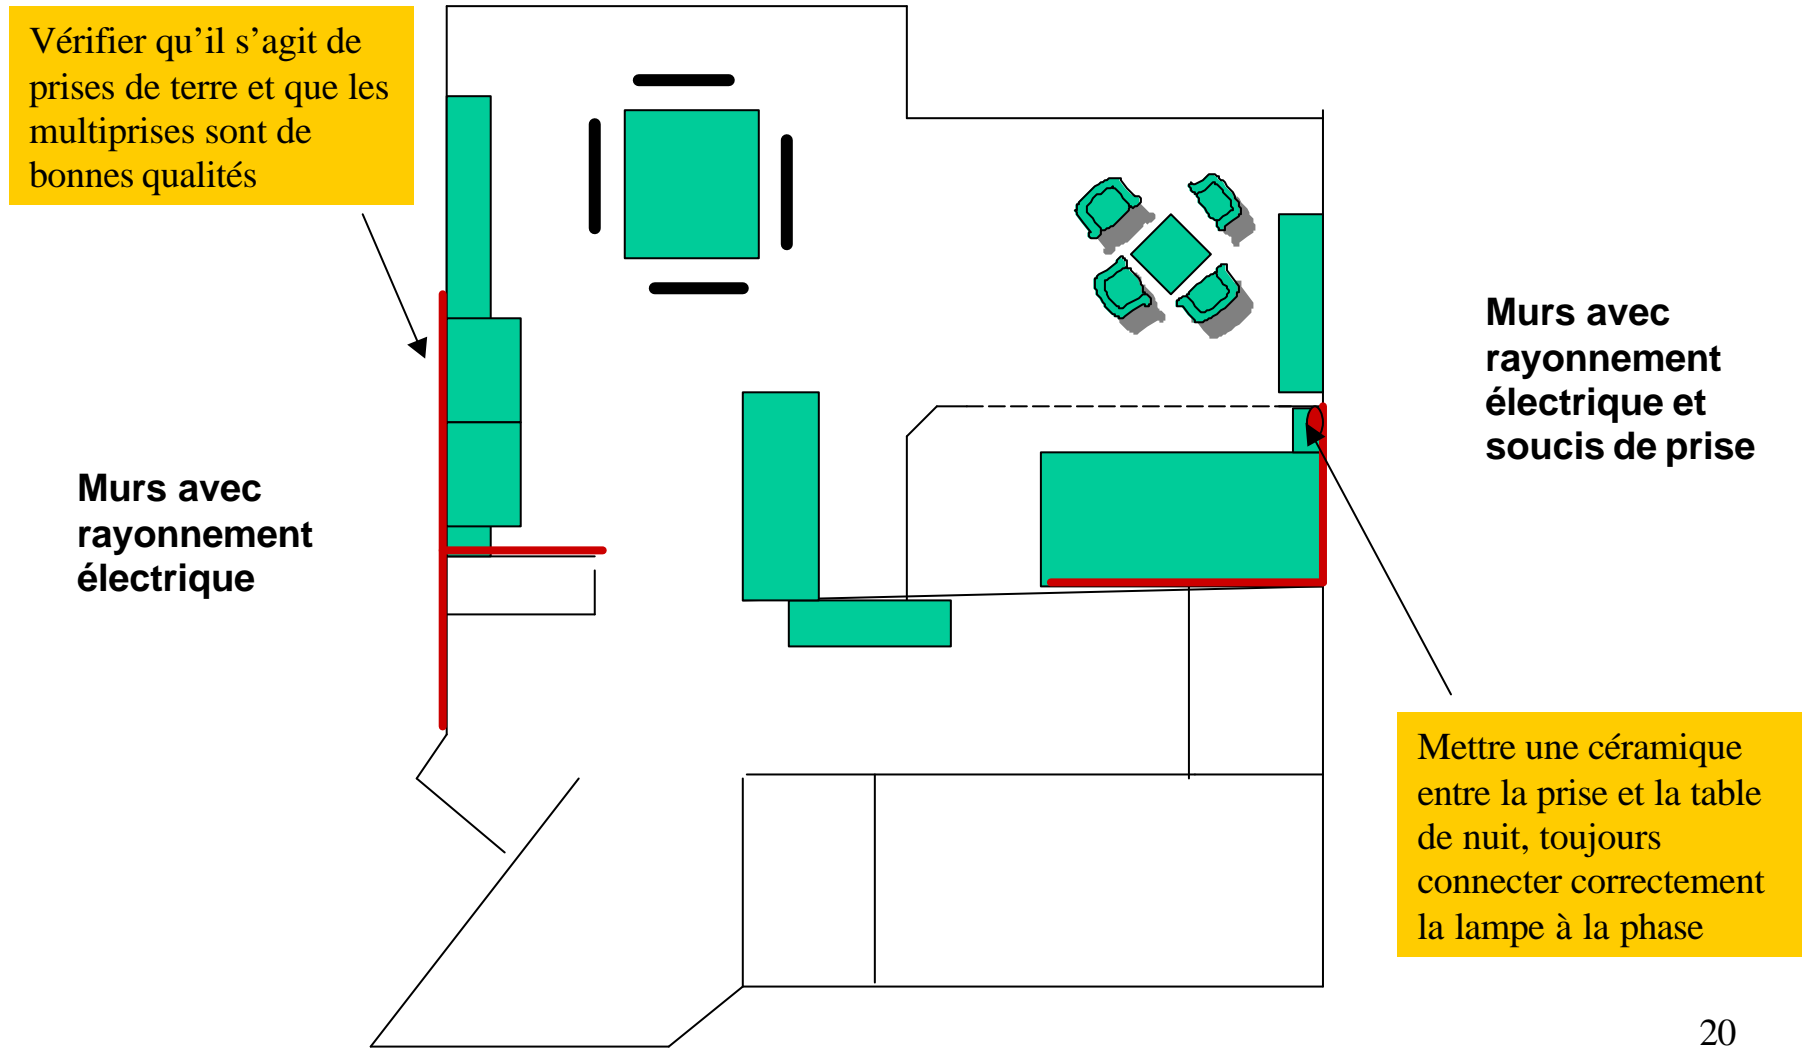 Vérifier qu’il s’agit de
prises de terre et que les
multiprises sont de
bonnes qualités
Murs avec
rayonnement
électrique
Murs avec
rayonnement
électrique et
soucis de prise
Mettre une céramique
entre la prise et la table
de nuit, toujours
connecter correctement
la lampe à la phase
20